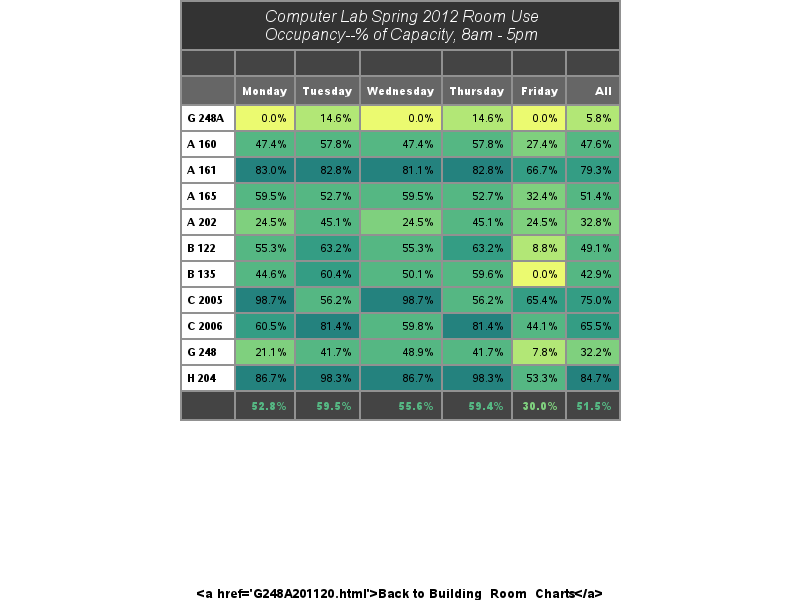 Computer Lab Spring 2012 Room Use
Occupancy--% of Capacity, 8am - 5pm
Monday Tuesday Wednesday Thursday Friday All
G 248A 0.0% 14.6% 0.0% 14.6% 0.0% 5.8%
A 160 47.4% 57.8% 47.4% 57.8% 27.4% 47.6%
A 161 83.0% 82.8% 81.1% 82.8% 66.7% 79.3%
A 165 59.5% 52.7% 59.5% 52.7% 32.4% 51.4%
A 202 24.5% 45.1% 24.5% 45.1% 24.5% 32.8%
B 122 55.3% 63.2% 55.3% 63.2% 8.8% 49.1%
B 135 44.6% 60.4% 50.1% 59.6% 0.0% 42.9%
C 2005 98.7% 56.2% 98.7% 56.2% 65.4% 75.0%
C 2006 60.5% 81.4% 59.8% 81.4% 44.1% 65.5%
G 248 21.1% 41.7% 48.9% 41.7% 7.8% 32.2%
H 204 86.7% 98.3% 86.7% 98.3% 53.3% 84.7%
52.8% 59.5% 55.6% 59.4% 30.0% 51.5%
<a href='G248A201120.html'>Back to Building_Room_Charts</a>